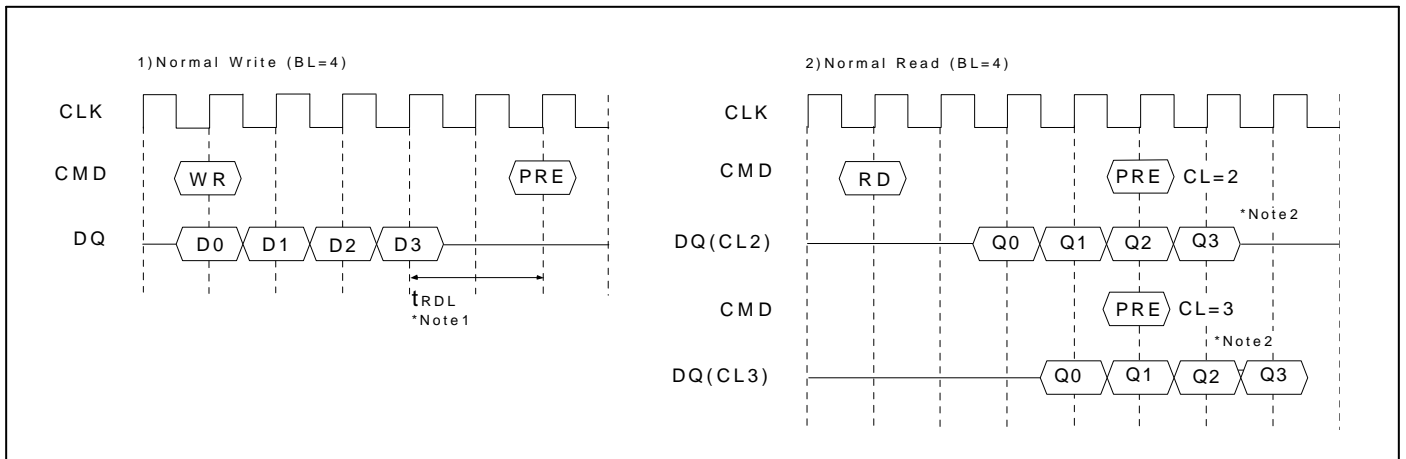 1)Normal Write (BL=4)
CLK
CMD
WR
PRE
DQ
D0
D1
D2
D3
tRDL
*Note1
2)Normal Read (BL=4)
CLK
CMD
RD
PRE
CL=2
*Note2
DQ(CL2)
Q0
Q1
Q2
Q3
CMD
PRE
CL=3
*Note2
DQ(CL3)
Q0
Q1
Q2
Q3